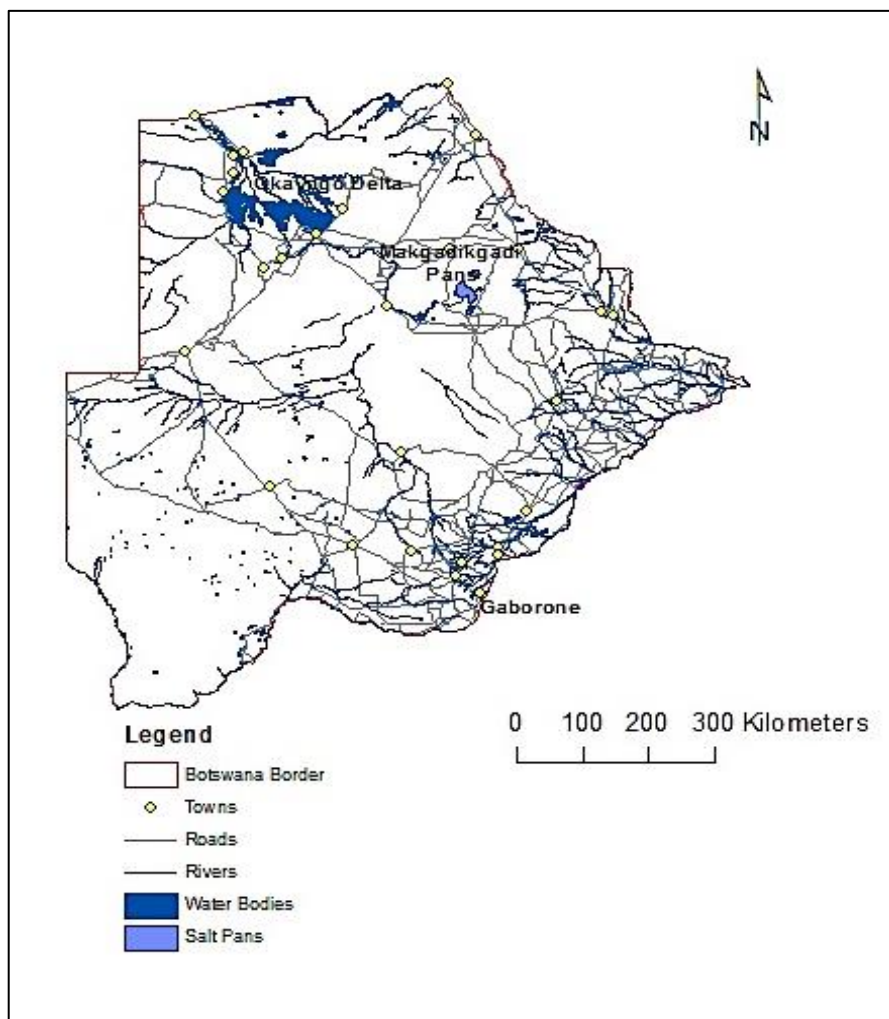 N
Okavngo Delta
Makgadikgadi
Pans
Gaborone
0 100 200 300 Kilometers
Legend
Botswana Border
Towns
Roads
Rivers
Water Bodies
Salt Pans